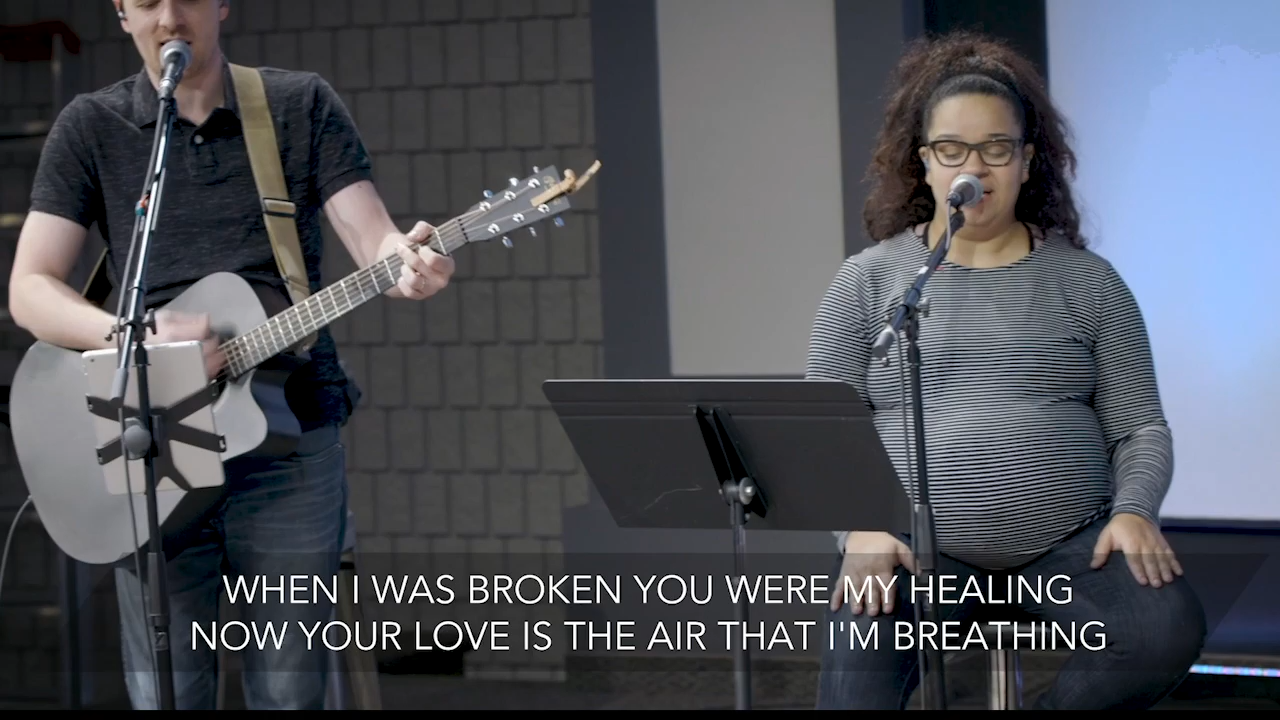 WHEN I WAS BROKEN YOU WERE MY HEALING
NOW YOUR LOVE IS THE AIR THAT I'M BREATHING